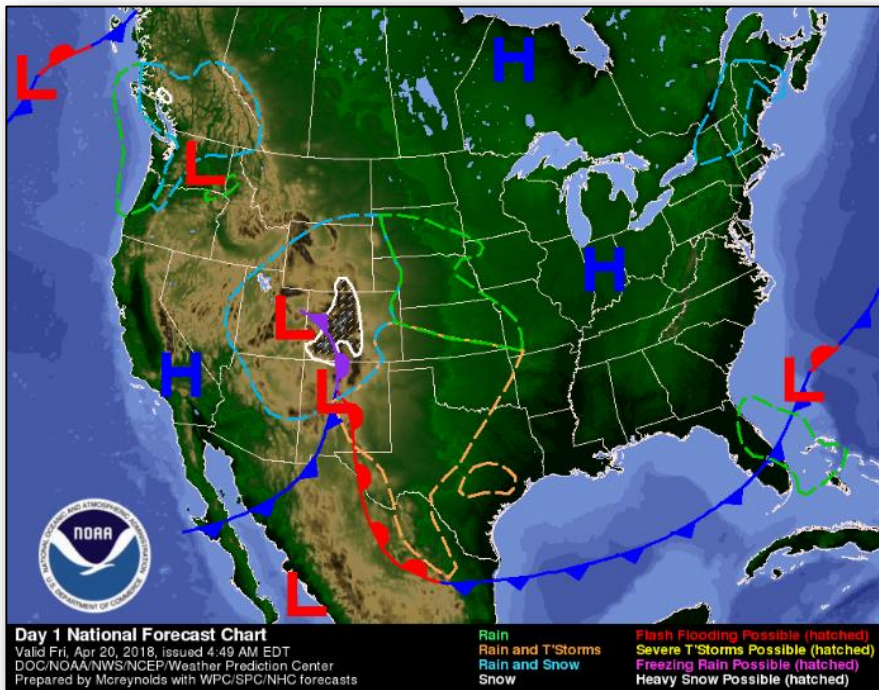 L
H
L
H
L
H
L
L
L
NATIONAL OCEANIC AND ATMOSPHERIC ADMINISTRATION
NOAA
U.S. DEPARTMENT OF COMMERCE
Day 1 National Forecast Chart
Valid Fri, Apr 20, 2018, issued 4:49 AM EDT
DOC/NOAA/NWS/NCEP/Weather Prediction Center
Prepared by Mcreynolds with WPC/SPC/NHC forecasts
Rain
Rain and T'Storms
Rain and Snow
Snow
Flash Flooding Possible (hatched)
Severe T'Storms Possible (hatched)
Freezing Rain Possible (hatched)
Heavy Snow Possible (hatched)